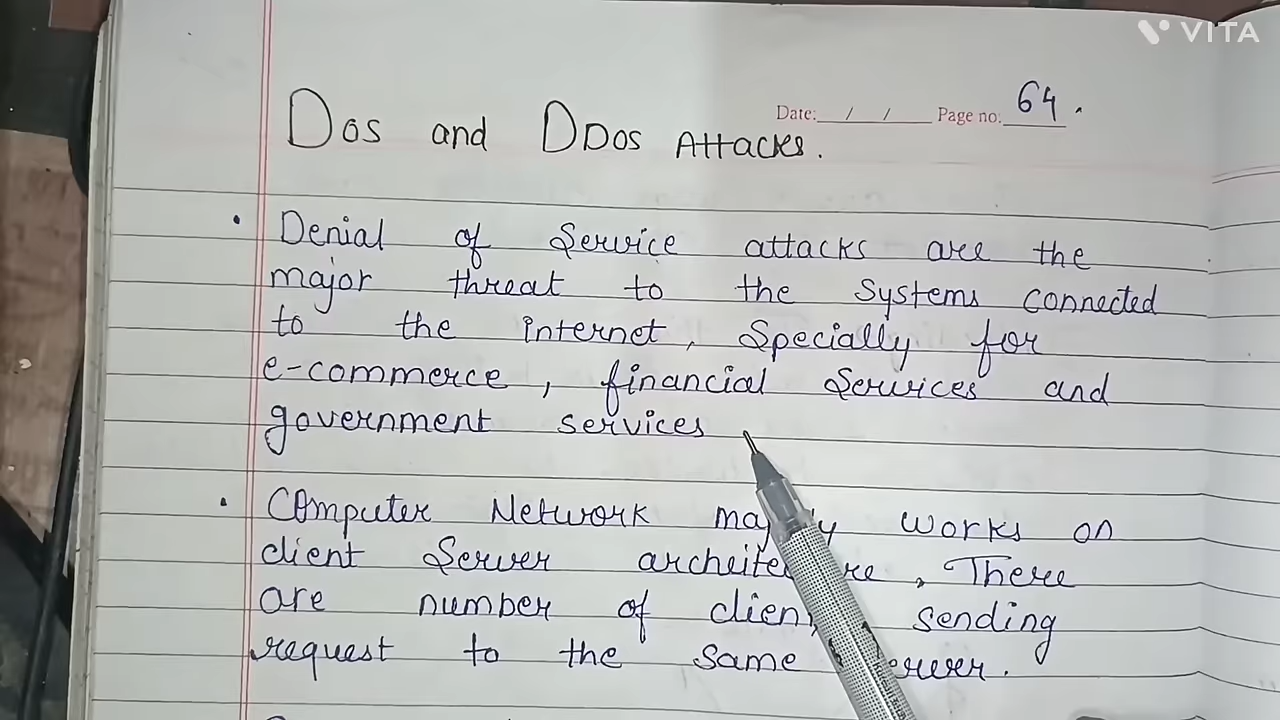 VITA
Date: / / Page no: 64.
Dos and DDos Attacks.
• Denial of Service attacks are the
major threat to the Systems connected
to the internet, Specially for
e-commerce, financial Services and
government services
• Computer Network works on
client Server There
are number of sending
request to the same